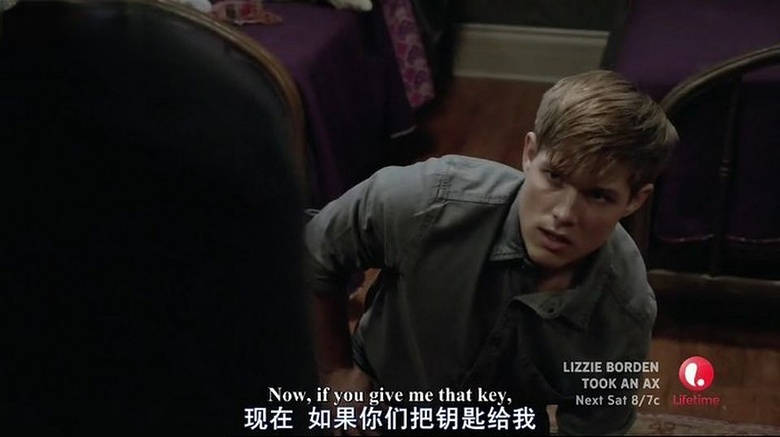 LIZZIE BORDEN
TOOK AN AX
Next Sat 8/7c
Lifetime
Now, if you give me that key,
现在 如果你们把钥匙给我